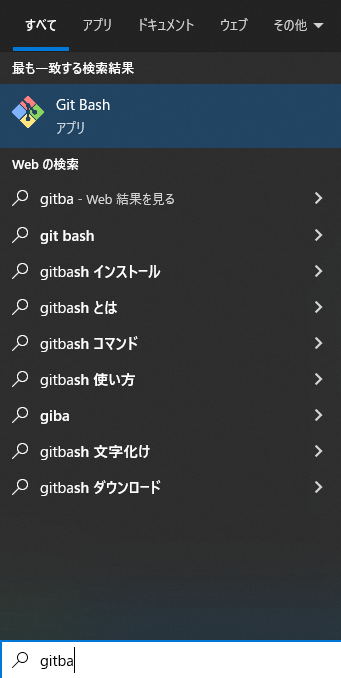 すべて アプリ ドキュメント ウェブ その他
最も一致する検索結果
Git Bash
アプリ
Web の検索
gitba - Web 結果を見る
git bash
gitbash インストール
gitbash とは
gitbash コマンド
gitbash 使い方
giba
gitbash 文字化け
gitbash ダウンロード
gitba